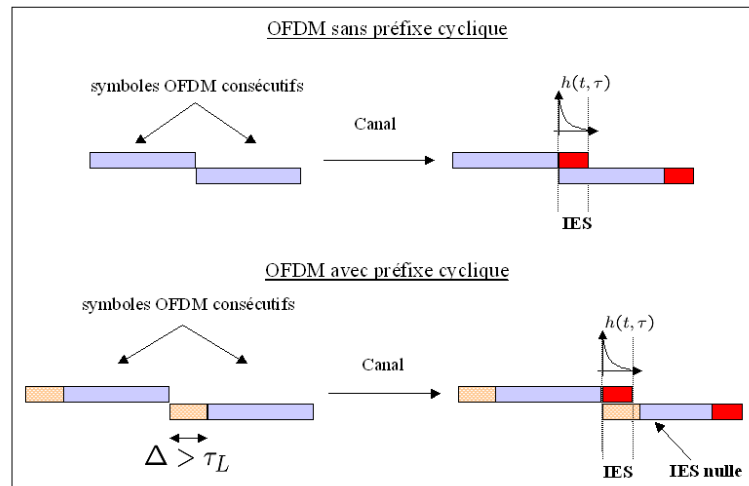 OFDM sans préfixe cyclique
symboles OFDM consécutifs
h(t, τ)
Canal
IES
OFDM avec préfixe cyclique
symboles OFDM consécutifs
h(t, τ)
Canal
Δ > τ_L
IES
IES nulle